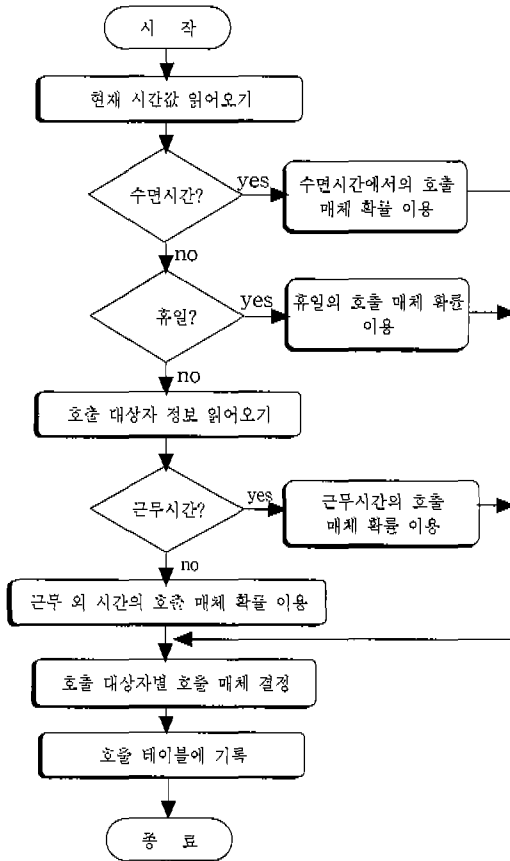 시 작
현재 시간값 읽어오기
수면시간?
yes
수면시간에서의 호출
매체 확률 이용
no
휴일?
yes
휴일의 호출 매체 확률
이용
no
호출 대상자 정보 읽어오기
근무시간?
yes
근무시간의 호출
매체 확률 이용
no
근무 외 시간의 호출 매체 확률 이용
호출 대상자별 호출 매체 결정
호출 테이블에 기록
종 료